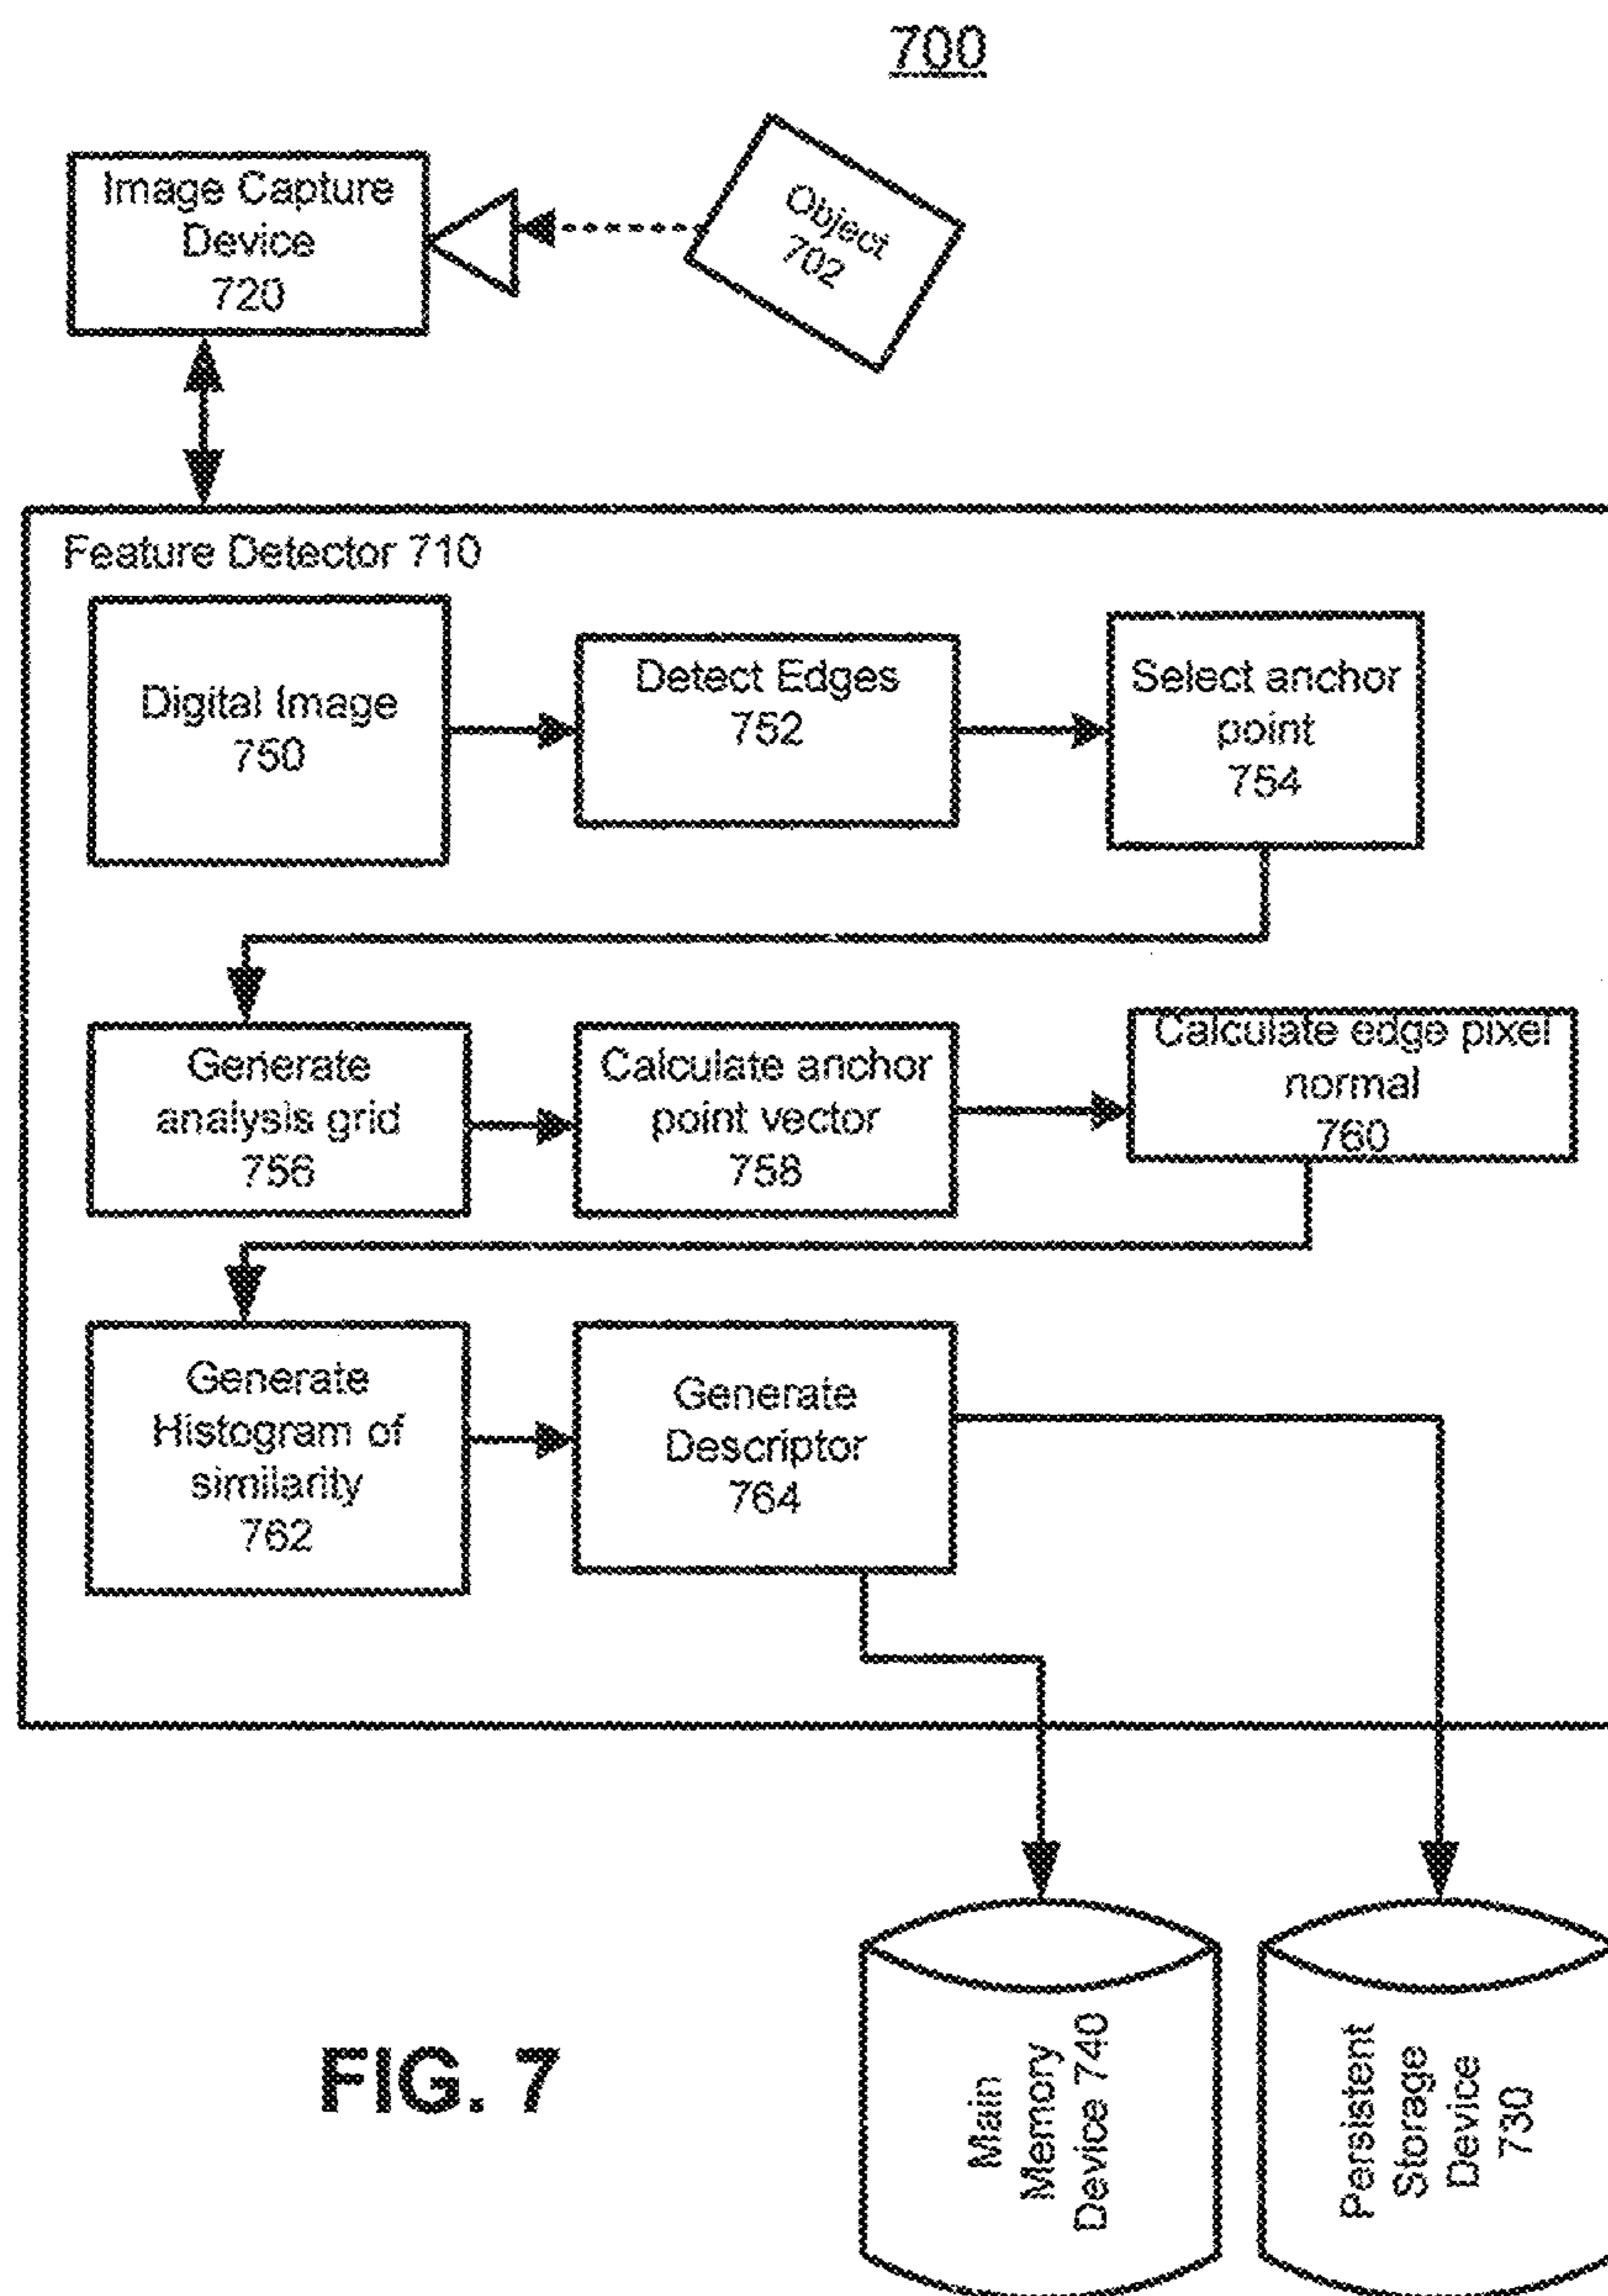 700
Image Capture
Device
720
Object
702
Feature Detector 710
Digital Image
750
Detect Edges
752
Select anchor
point
754
Generate
analysis grid
756
Calculate anchor
point vector
758
Calculate edge pixel
normal
760
Generate
Histogram of
similarity
762
Generate
Descriptor
764
Main
Memory
Device 740
Persistent
Storage
Device
730
FIG. 7